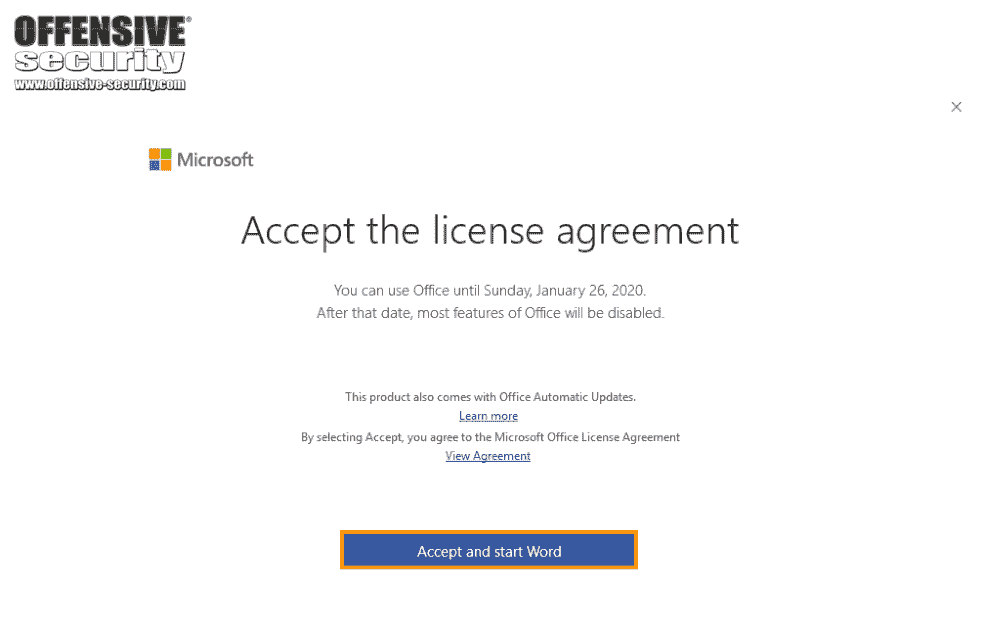 OFFENSIVE®
security
www.offensive-security.com
Microsoft
Accept the license agreement
You can use Office until Sunday, January 26, 2020.
After that date, most features of Office will be disabled.
This product also comes with Office Automatic Updates.
Learn more
By selecting Accept, you agree to the Microsoft Office License Agreement
View Agreement
Accept and start Word